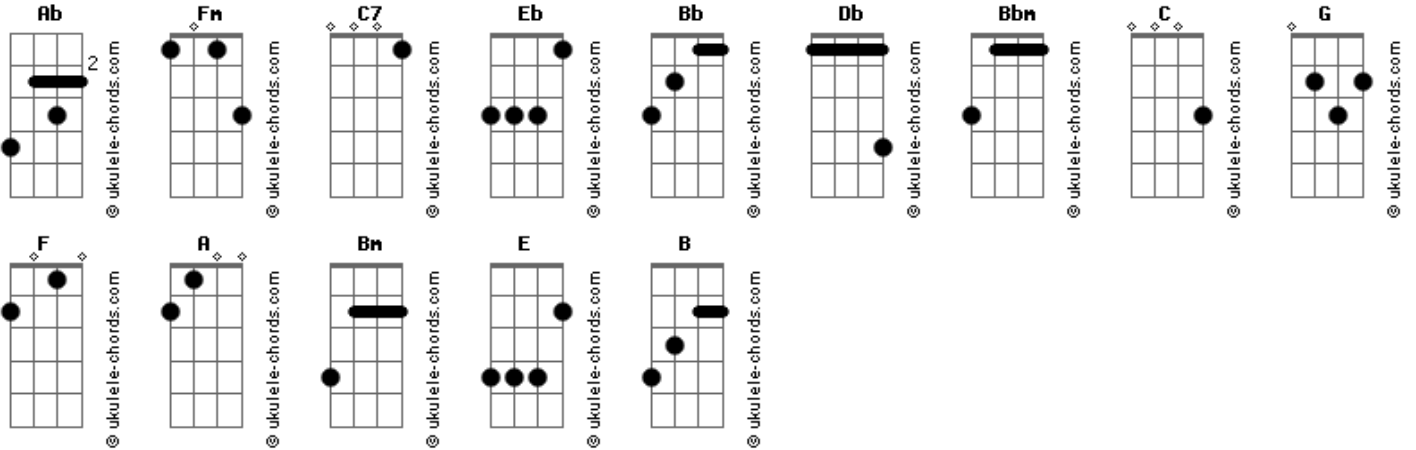 Ab Fm C7 Eb Bb Db Bbm C G
2
© ukulele-chords.com © ukulele-chords.com © ukulele-chords.com © ukulele-chords.com © ukulele-chords.com © ukulele-chords.com © ukulele-chords.com © ukulele-chords.com © ukulele-chords.com
F A Bm E B
© ukulele-chords.com © ukulele-chords.com © ukulele-chords.com © ukulele-chords.com © ukulele-chords.com